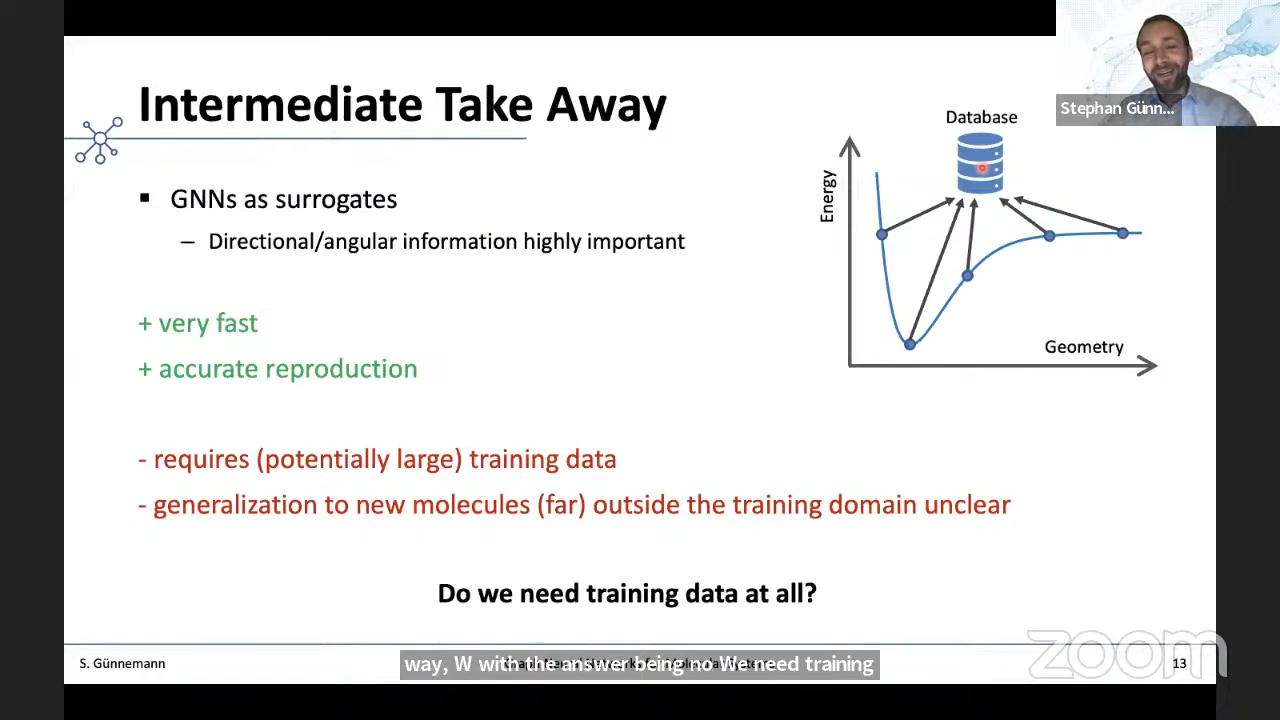 Intermediate Take Away
Stephan Günn...
Database
Energy
Geometry
▪ GNNs as surrogates
– Directional/angular information highly important
+ very fast
+ accurate reproduction
- requires (potentially large) training data
- generalization to new molecules (far) outside the training domain unclear
Do we need training data at all?
S. Günnemann
way, W with the answer being no We need training
13
zoom